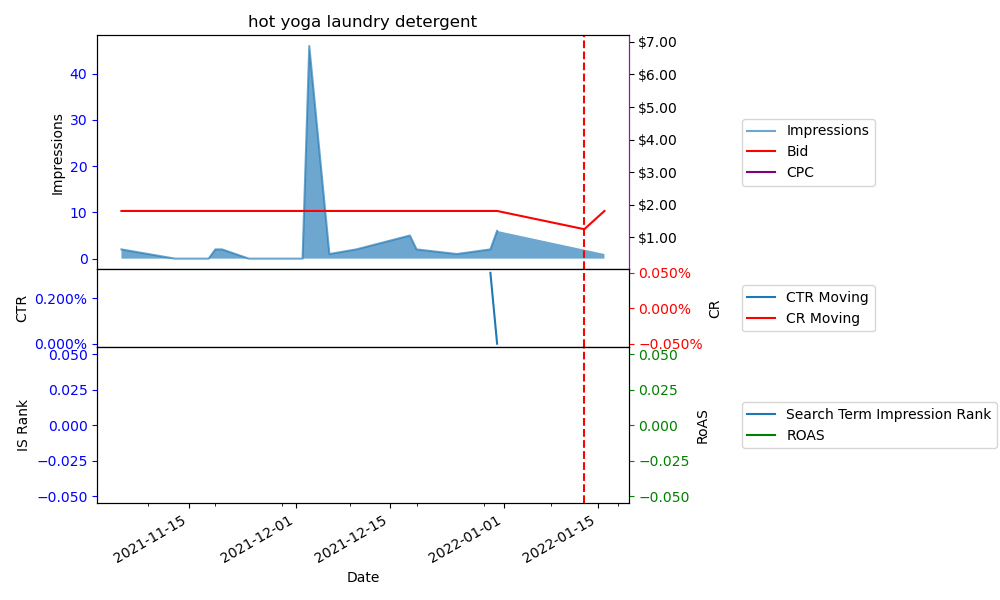 hot yoga laundry detergent
Impressions
40
30
20
10
0
$7.00
$6.00
$5.00
$4.00
$3.00
$2.00
$1.00
Impressions
Bid
CPC
CTR
0.200%
0.000%
0.050%
0.000%
−0.050%
CR
CTR Moving
CR Moving
IS Rank
0.050
0.025
0.000
−0.025
−0.050
0.050
0.025
0.000
−0.025
−0.050
RoAS
Search Term Impression Rank
ROAS
2021-11-15
2021-12-01
2021-12-15
2022-01-01
2022-01-15
Date